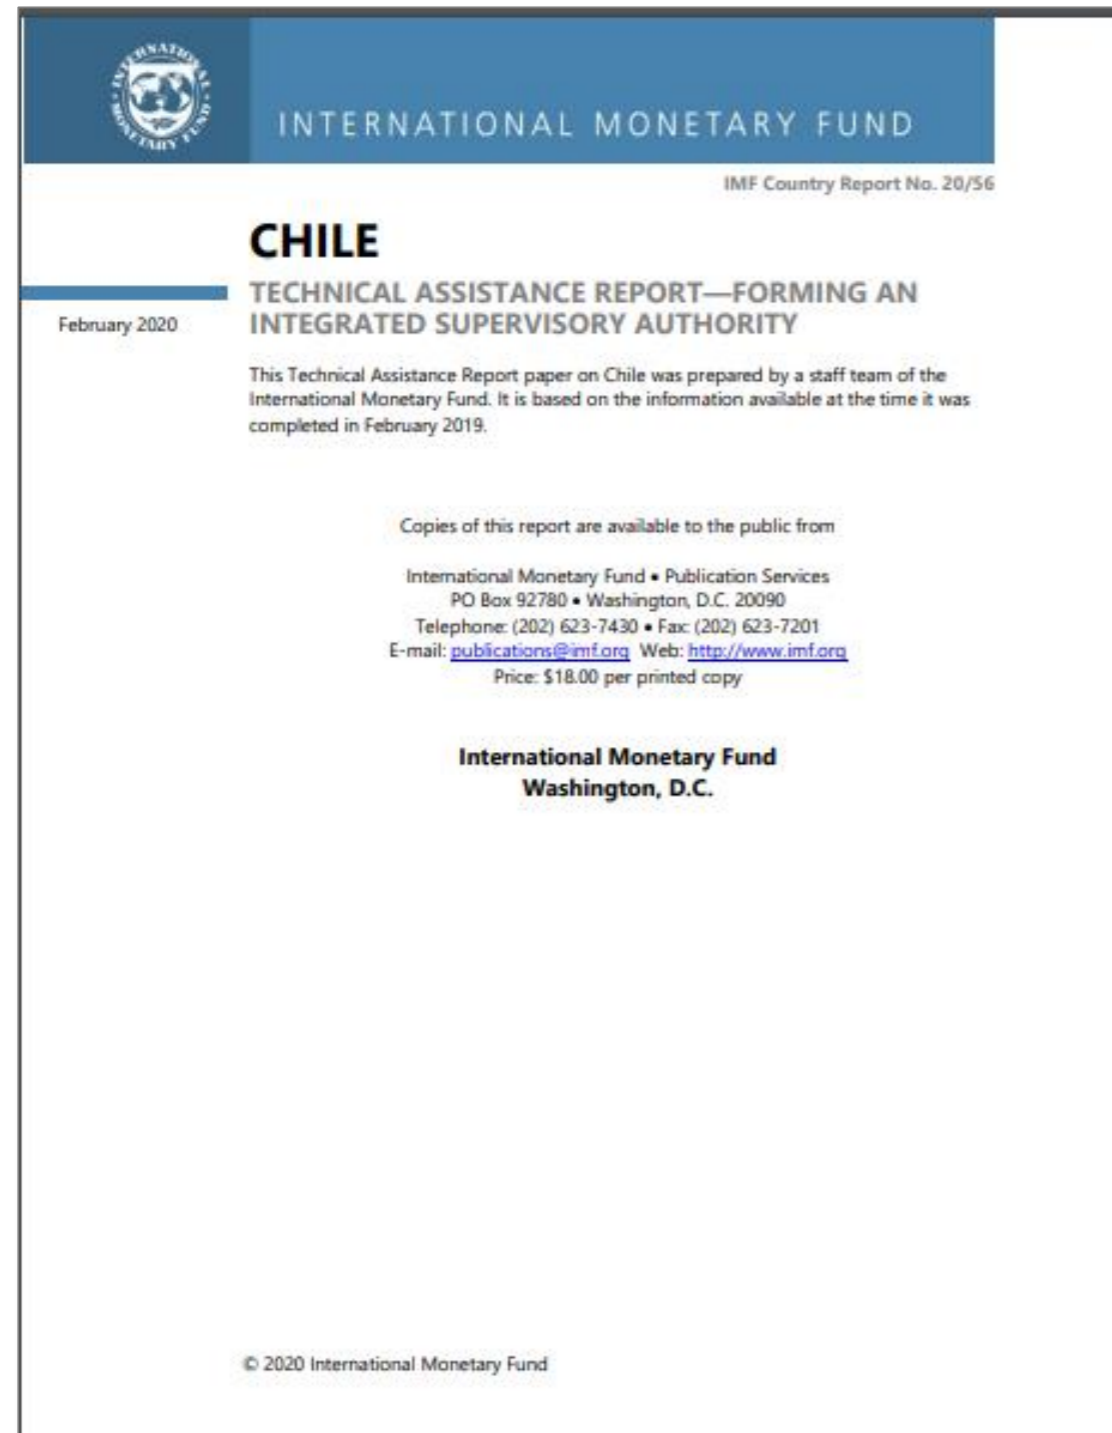 INTERNATIONAL MONETARY FUND
INTERNATIONAL MONETARY FUND
IMF Country Report No. 20/56
CHILE
TECHNICAL ASSISTANCE REPORT—FORMING AN
INTEGRATED SUPERVISORY AUTHORITY
February 2020
This Technical Assistance Report paper on Chile was prepared by a staff team of the
International Monetary Fund. It is based on the information available at the time it was
completed in February 2019.
Copies of this report are available to the public from
International Monetary Fund • Publication Services
PO Box 92780 • Washington, D.C. 20090
Telephone: (202) 623-7430 • Fax: (202) 623-7201
E-mail: publications@imf.org Web: http://www.imf.org
Price: $18.00 per printed copy
International Monetary Fund
Washington, D.C.
© 2020 International Monetary Fund